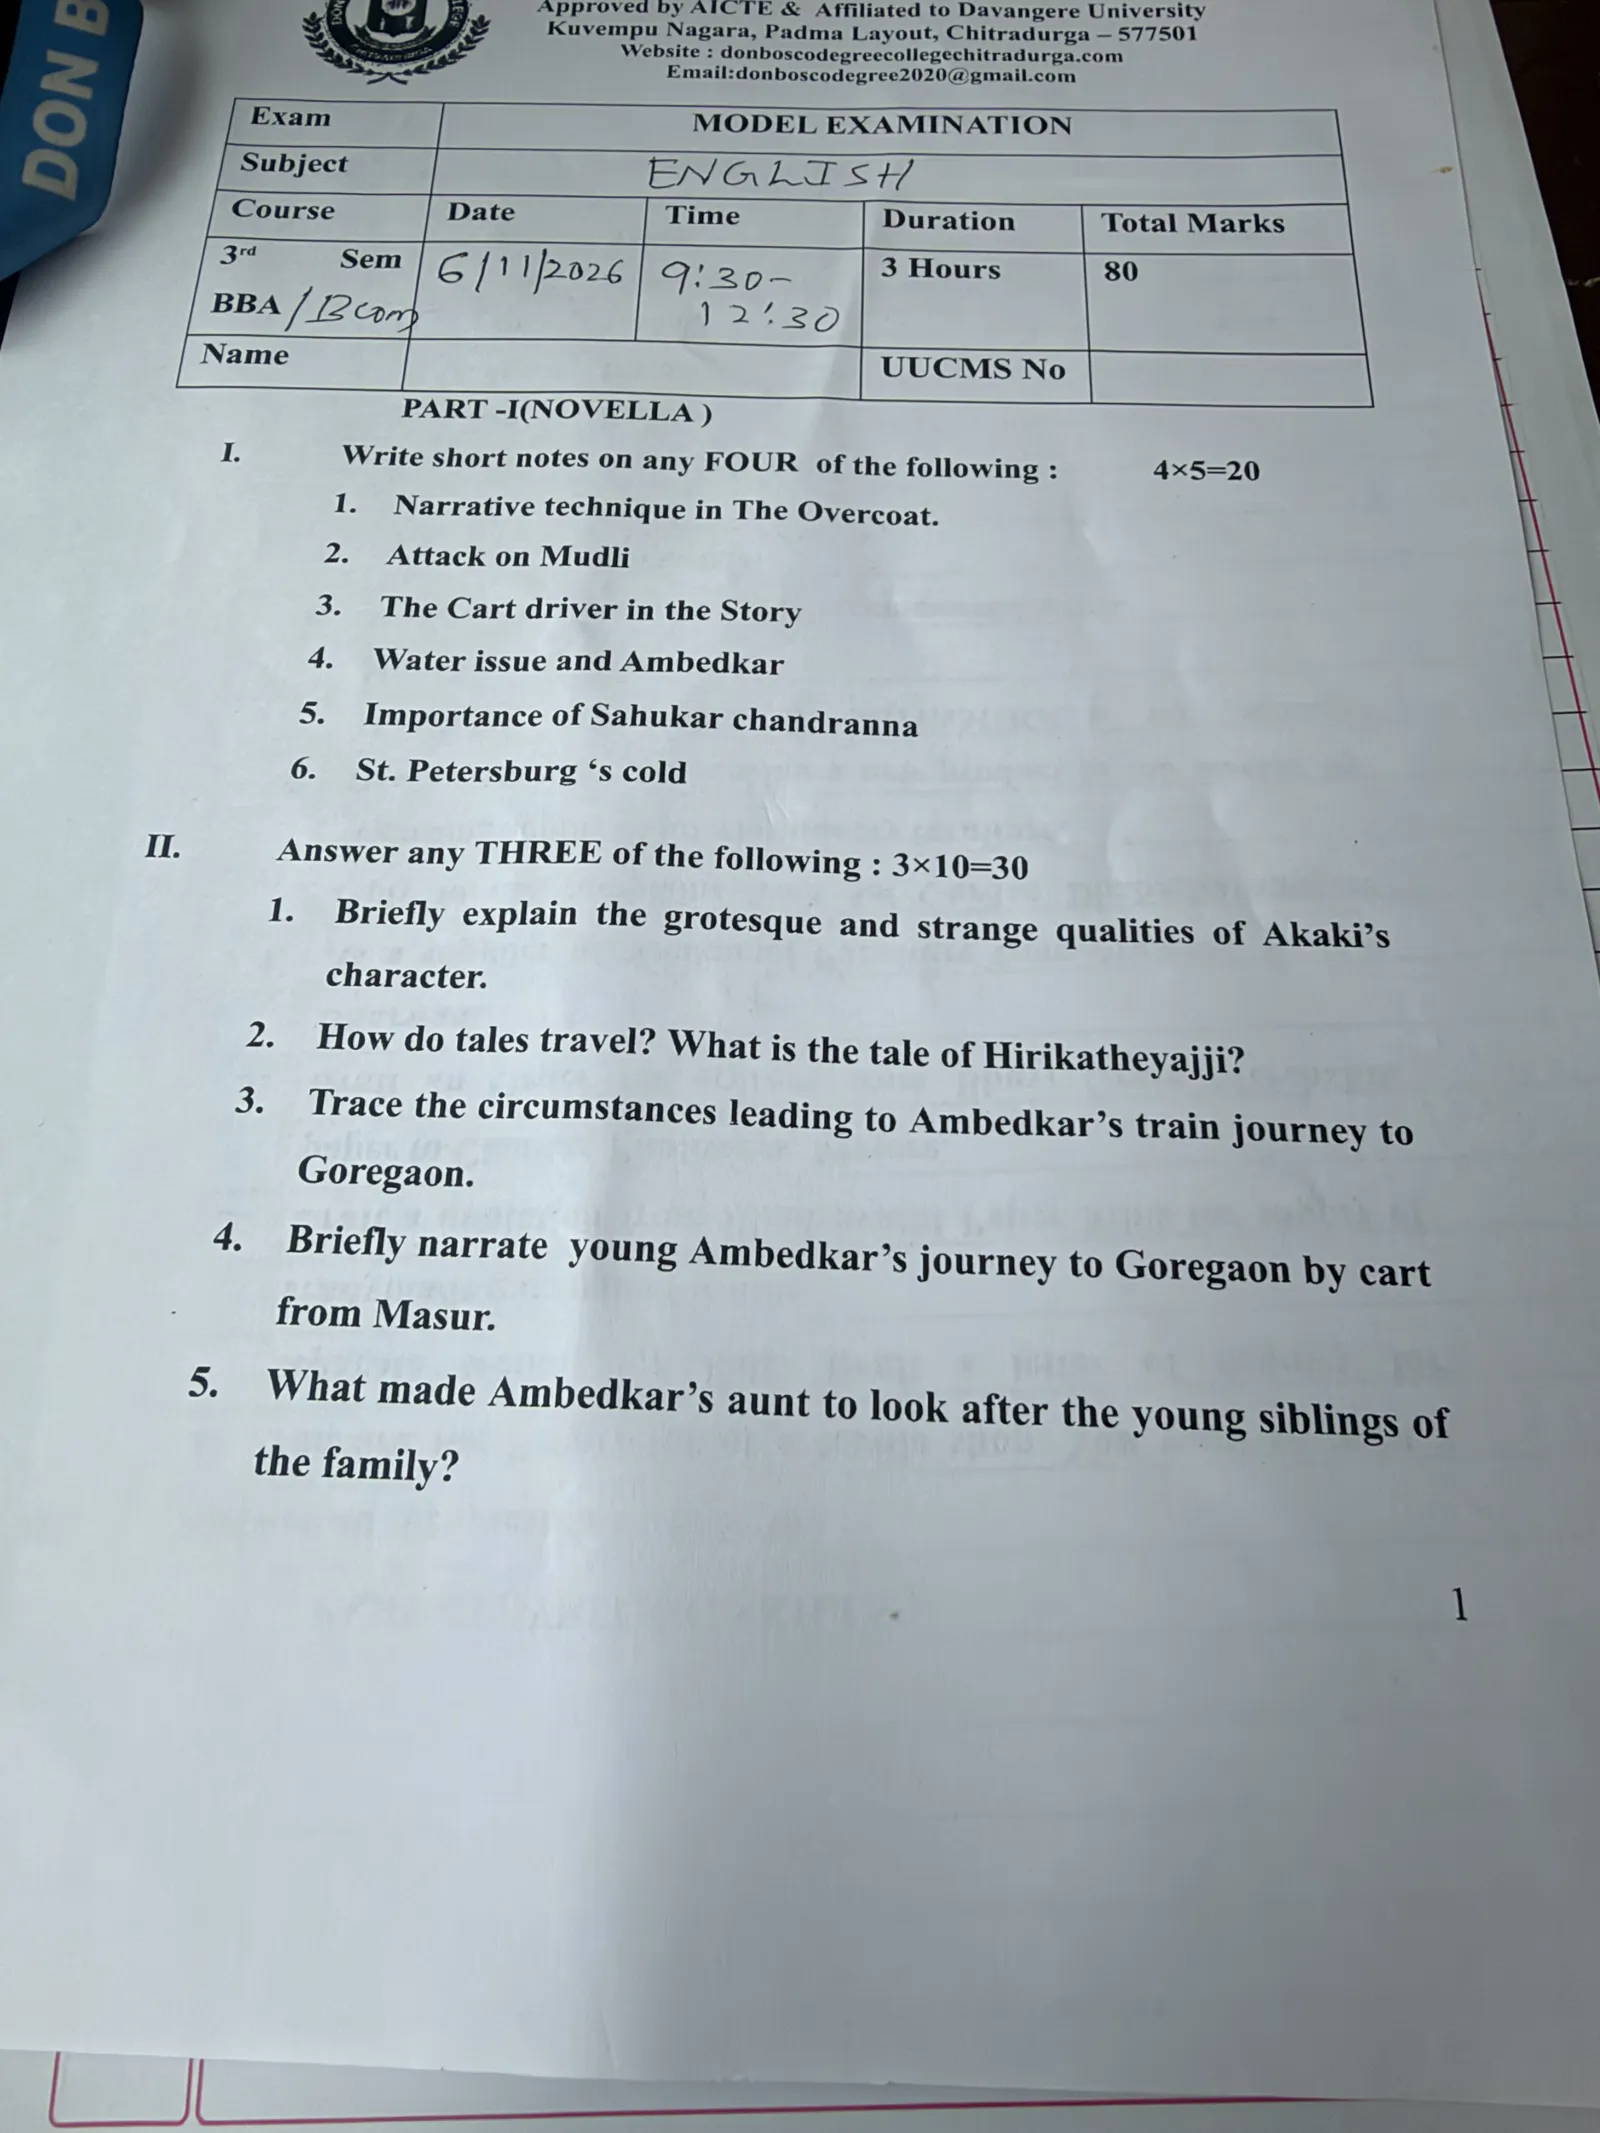 DON B
Approved by AICTE & Affiliated to Davangere University
Kuvempu Nagara, Padma Layout, Chitradurga – 577501
Website : donboscodegreecollegechitradurga.com
Email:donboscodegree2020@gmail.com
Exam MODEL EXAMINATION
Subject ENGLISH
Course Date Time Duration Total Marks
3rd Sem 6/11/2026 9:30- 3 Hours 80
BBA /Bcom 12:30
Name UUCMS No
PART -I(NOVELLA )
I. Write short notes on any FOUR of the following : 4×5=20
1. Narrative technique in The Overcoat.
2. Attack on Mudli
3. The Cart driver in the Story
4. Water issue and Ambedkar
5. Importance of Sahukar chandranna
6. St. Petersburg ‘s cold
II. Answer any THREE of the following : 3×10=30
1. Briefly explain the grotesque and strange qualities of Akaki’s
character.
2. How do tales travel? What is the tale of Hirikatheyajji?
3. Trace the circumstances leading to Ambedkar’s train journey to
Goregaon.
4. Briefly narrate young Ambedkar’s journey to Goregaon by cart
from Masur.
5. What made Ambedkar’s aunt to look after the young siblings of
the family?
1